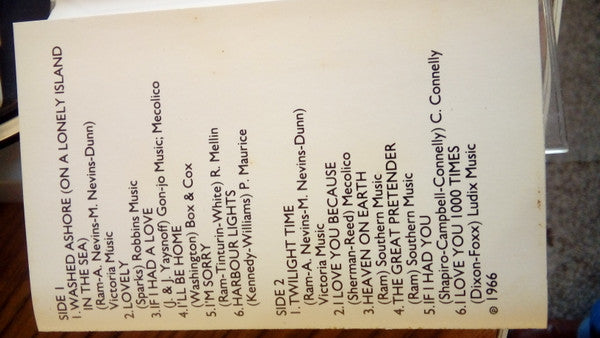 SIDE 1
1. WASHED ASHORE (ON A LONELY ISLAND
IN THE SEA)
(Ram-A. Nevins-M. Nevins-Dunn)
Victoria Music
2. LOVELY
(Sparks) Robbins Music
3. IF I HAD A LOVE
(J. & L. Yaysnoff) Gon-jo Music; Mecolico
4. I'LL BE HOME
(Washington) Box & Cox
5. I'M SORRY
(Ram-Tinturin-White) R. Mellin
6. HARBOUR LIGHTS
(Kennedy-Williams) P. Maurice
SIDE 2
1. TWILIGHT TIME
(Ram-A. Nevins-M. Nevins-Dunn)
Victoria Music
2. I LOVE YOU BECAUSE
(Sherman-Reed) Mecolico
3. HEAVEN ON EARTH
(Ram) Southern Music
4. THE GREAT PRETENDER
(Ram) Southern Music
5. IF I HAD YOU
(Shapiro-Campbell-Connelly) C. Connelly
6. I LOVE YOU 1000 TIMES
(Dixon-Foxx) Ludix Music
℗ 1966